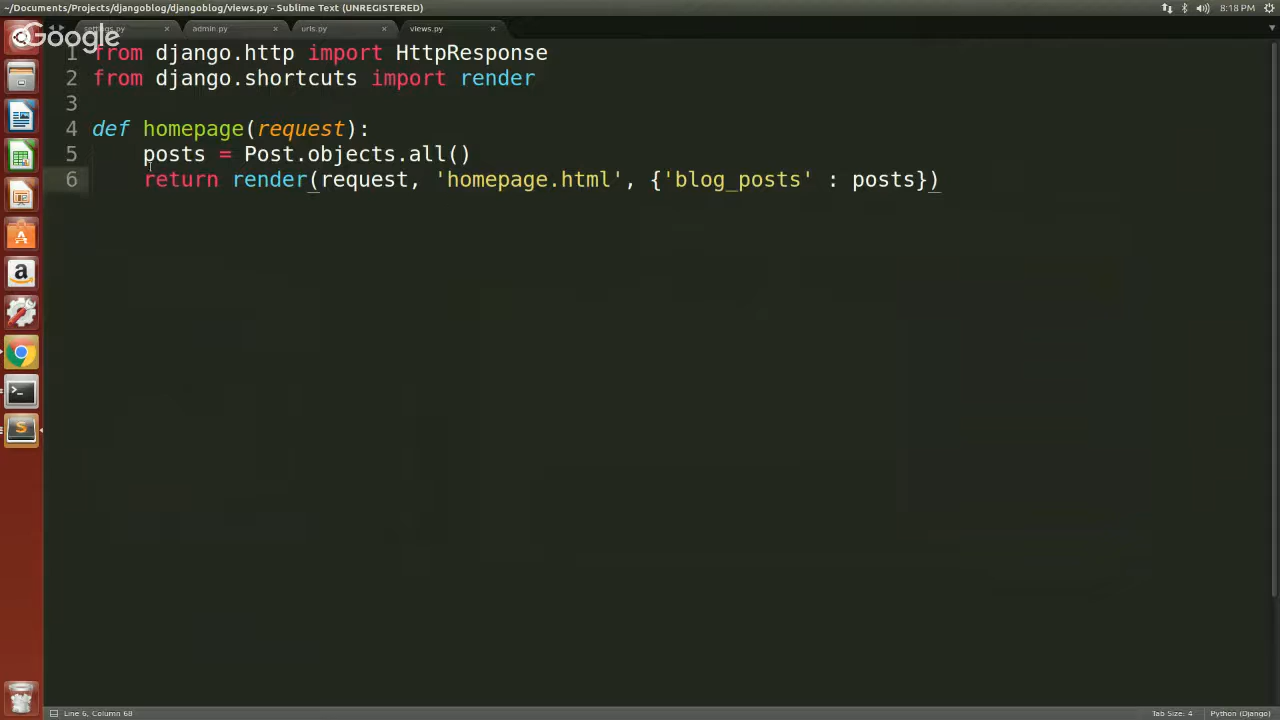 ~/Documents/Projects/djangoblog/djangoblog/views.py - Sublime Text (UNREGISTERED)
8:18 PM
settings.py × admin.py × urls.py × views.py ×
Google
1 from django.http import HttpResponse
2 from django.shortcuts import render
3
4 def homepage(request):
5 posts = Post.objects.all()
6 return render(request, 'homepage.html', {'blog_posts' : posts})
Line 6, Column 68
Tab Size: 4
Python (Django)